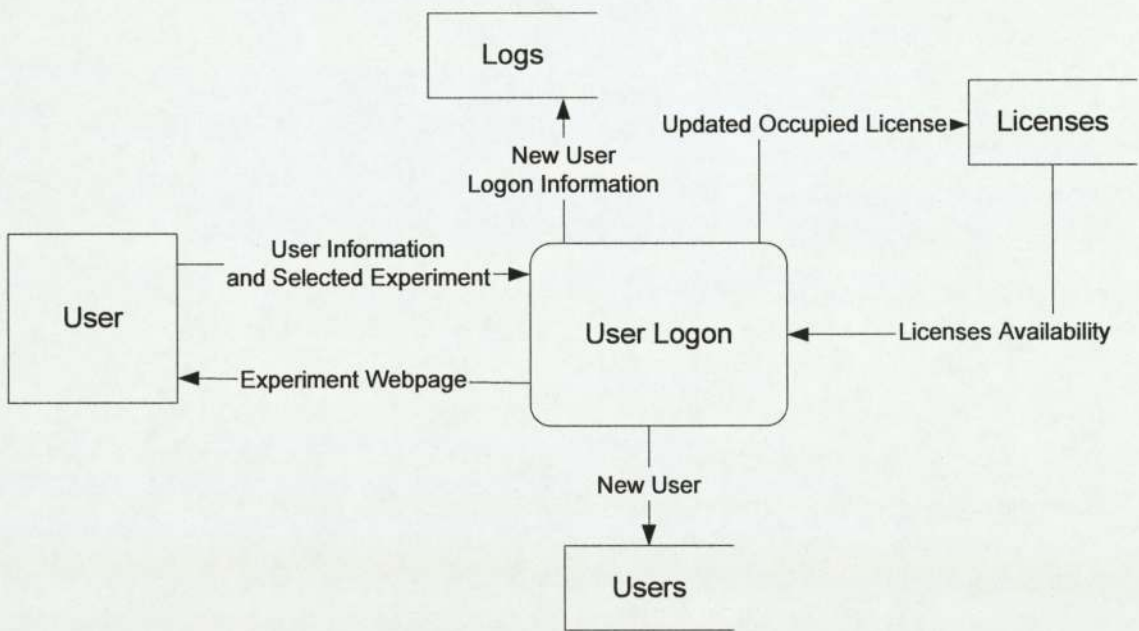 Logs
Updated Occupied License
Licenses
New User
Logon Information
User Information
and Selected Experiment
User
User Logon
Licenses Availability
Experiment Webpage
New User
Users